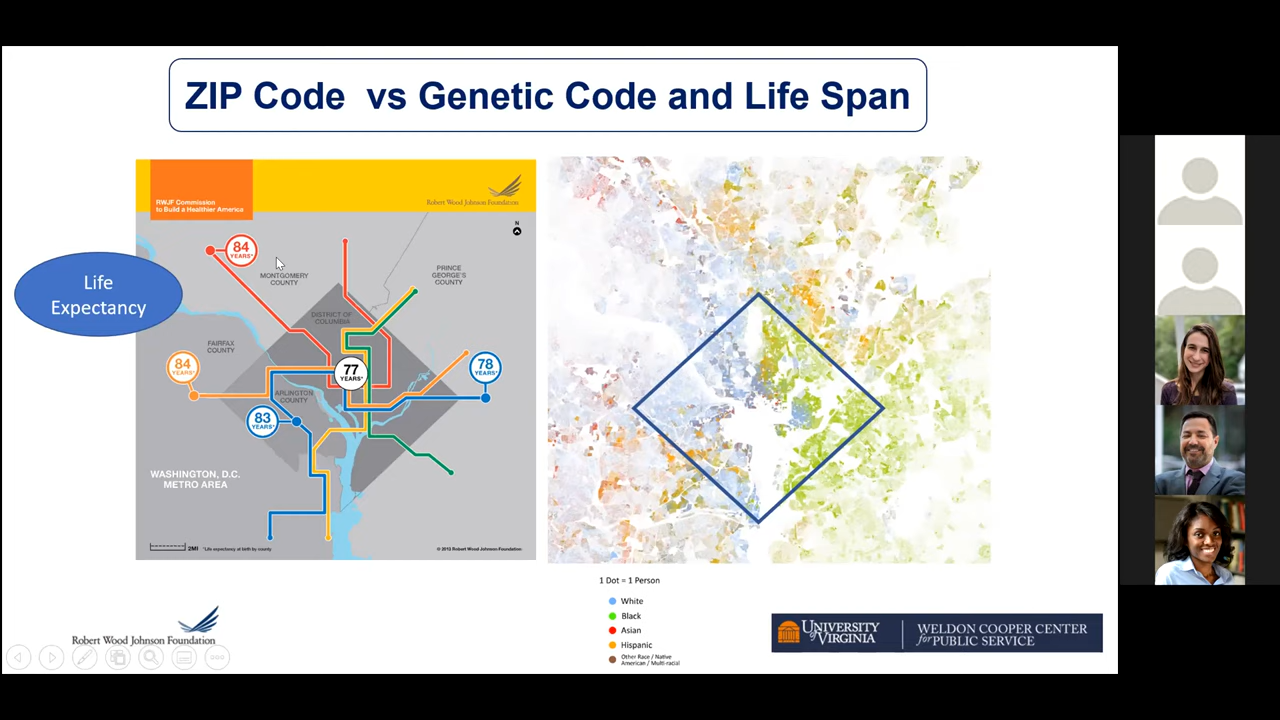 ZIP Code  vs Genetic Code and Life Span
RWJF Commission
to Build a Healthier America
Robert Wood Johnson Foundation
N
84
YEARS*
MONTGOMERY
COUNTY
PRINCE
GEORGE'S
COUNTY
Life
Expectancy
DISTRICT OF
COLUMBIA
FAIRFAX
COUNTY
84
YEARS*
77
YEARS*
78
YEARS*
ARLINGTON
COUNTY
83
YEARS*
WASHINGTON, D.C.
METRO AREA
2MI
*Life expectancy at birth by county
© 2013 Robert Wood Johnson Foundation
1 Dot = 1 Person
White
Black
Asian
Hispanic
Other Race / Native
American / Multi-racial
Robert Wood Johnson Foundation
UNIVERSITY
of VIRGINIA
WELDON COOPER CENTER
for PUBLIC SERVICE